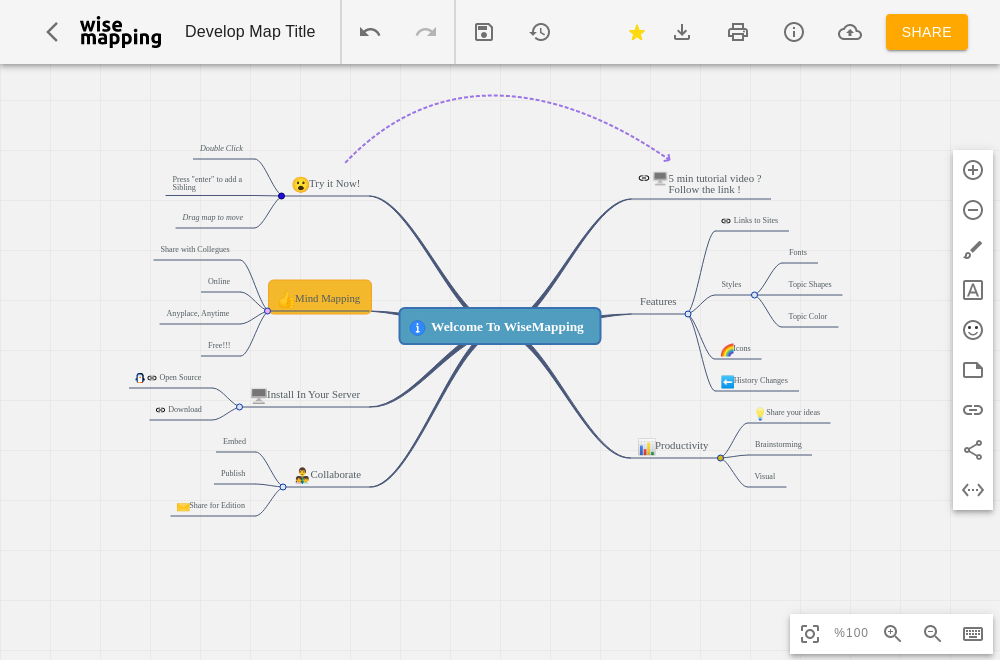 wise
mapping
Develop Map Title
SHARE
Double Click
Press "enter" to add a
Sibling
Drag map to move
Try it Now!
Share with Collegues
Online
Anyplace, Anytime
Free!!!
Mind Mapping
Open Source
Download
Install In Your Server
Embed
Publish
Share for Edition
Collaborate
Welcome To WiseMapping
5 min tutorial video ?
Follow the link !
Features
Links to Sites
Styles
Fonts
Topic Shapes
Topic Color
Icons
History Changes
Productivity
Share your ideas
Brainstorming
Visual
A
%100